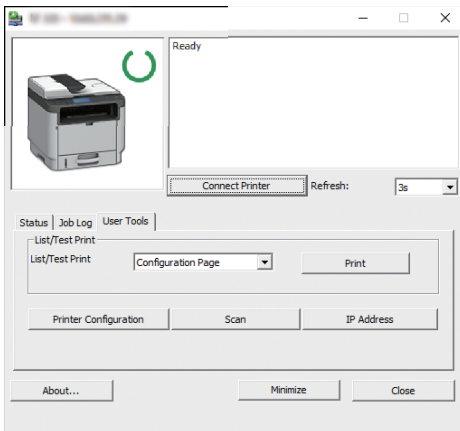 Ready
Connect Printer Refresh: 3s
Status Job Log User Tools
List/Test Print
List/Test Print Configuration Page Print
Printer Configuration Scan IP Address
About... Minimize Close